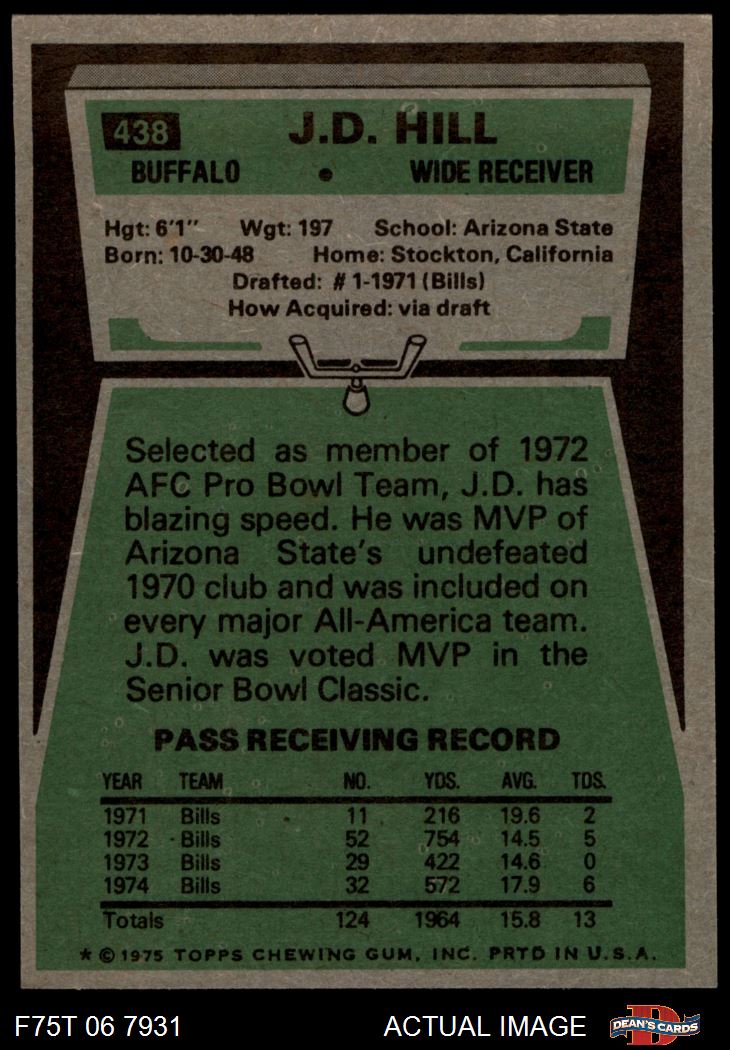 438 J.D. HILL
BUFFALO • WIDE RECEIVER
Hgt: 6'1" Wgt: 197 School: Arizona State
Born: 10-30-48 Home: Stockton, California
Drafted: # 1-1971 (Bills)
How Acquired: via draft
Selected as member of 1972
AFC Pro Bowl Team, J.D. has
blazing speed. He was MVP of
Arizona State's undefeated
1970 club and was included on
every major All-America team.
J.D. was voted MVP in the
Senior Bowl Classic.
PASS RECEIVING RECORD
YEAR TEAM NO. YDS. AVG. TDS.
1971 Bills 11 216 19.6 2
1972 Bills 52 754 14.5 5
1973 Bills 29 422 14.6 0
1974 Bills 32 572 17.9 6
Totals 124 1964 15.8 13
* © 1975 TOPPS CHEWING GUM, INC. PRTD IN U.S.A.
F75T 06 7931 ACTUAL IMAGE D DEAN'S CARDS